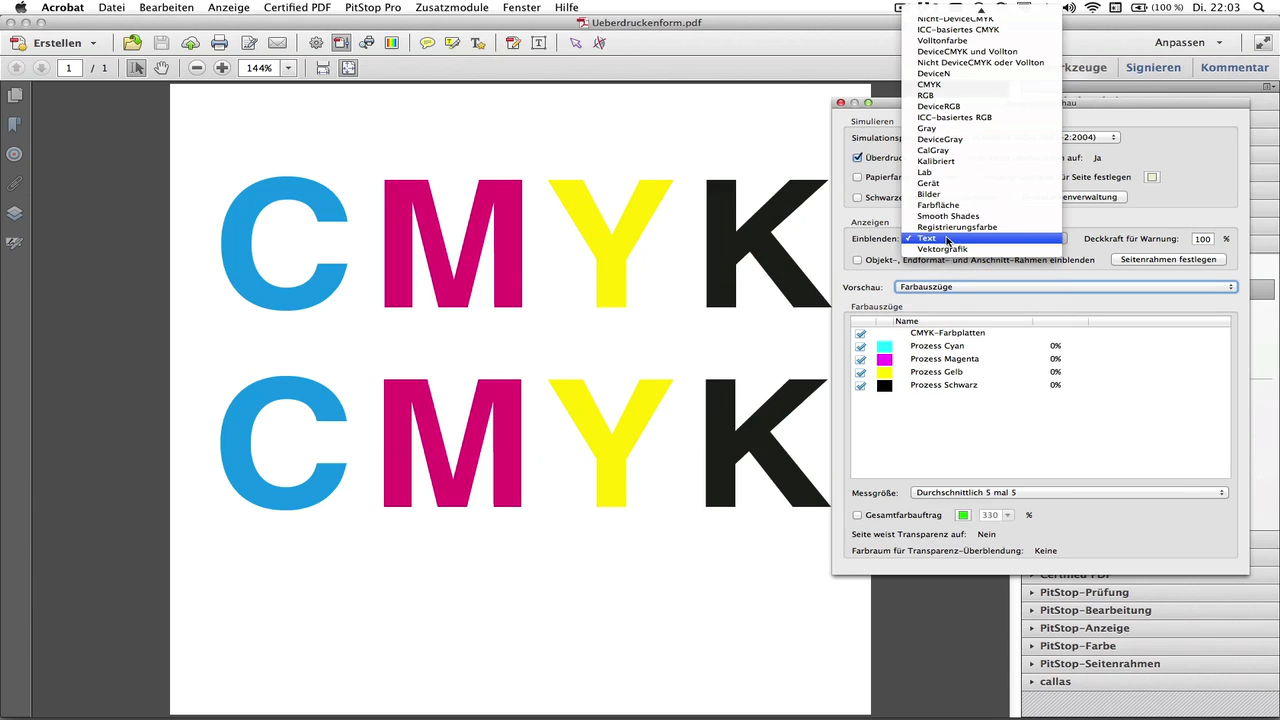 Acrobat Datei Bearbeiten Anzeige Certified PDF PitStop Pro Zusatzmodule Fenster Hilfe (100 %) Di. 22:03
Ueberdruckenform.pdf
Erstellen Anpassen
1 / 1 144% kzeuge Signieren Kommentar
Nicht-DeviceCMYK
ICC-basiertes CMYK
Volltonfarbe
DeviceCMYK und Vollton
Nicht DeviceCMYK oder Vollton
DeviceN
CMYK
RGB
DeviceRGB
ICC-basiertes RGB
Gray
DeviceGray
CalGray
Kalibriert
Lab
Gerät
Bilder
Farbfläche
Smooth Shades
Registrierungsfarbe
✓ Text
Vektorgrafik
hau
Simulieren
Simulationsp -2:2004)
Überdruc auf: Ja
Papierfar für Seite festlegen
Schwarze enverwaltung
Anzeigen
Einblenden: Deckkraft für Warnung: 100 %
Objekt-, Endformat- und Anschnitt-Rahmen einblenden Seitenrahmen festlegen
Vorschau: Farbauszüge
Farbauszüge
Name
CMYK-Farbplatten
Prozess Cyan 0%
Prozess Magenta 0%
Prozess Gelb 0%
Prozess Schwarz 0%
Messgröße: Durchschnittlich 5 mal 5
Gesamtfarbauftrag 330 %
Seite weist Transparenz auf: Nein
Farbraum für Transparenz-Überblendung: Keine
CMYK
CMYK
Certified PDF
PitStop-Prüfung
PitStop-Bearbeitung
PitStop-Anzeige
PitStop-Farbe
PitStop-Seitenrahmen
callas